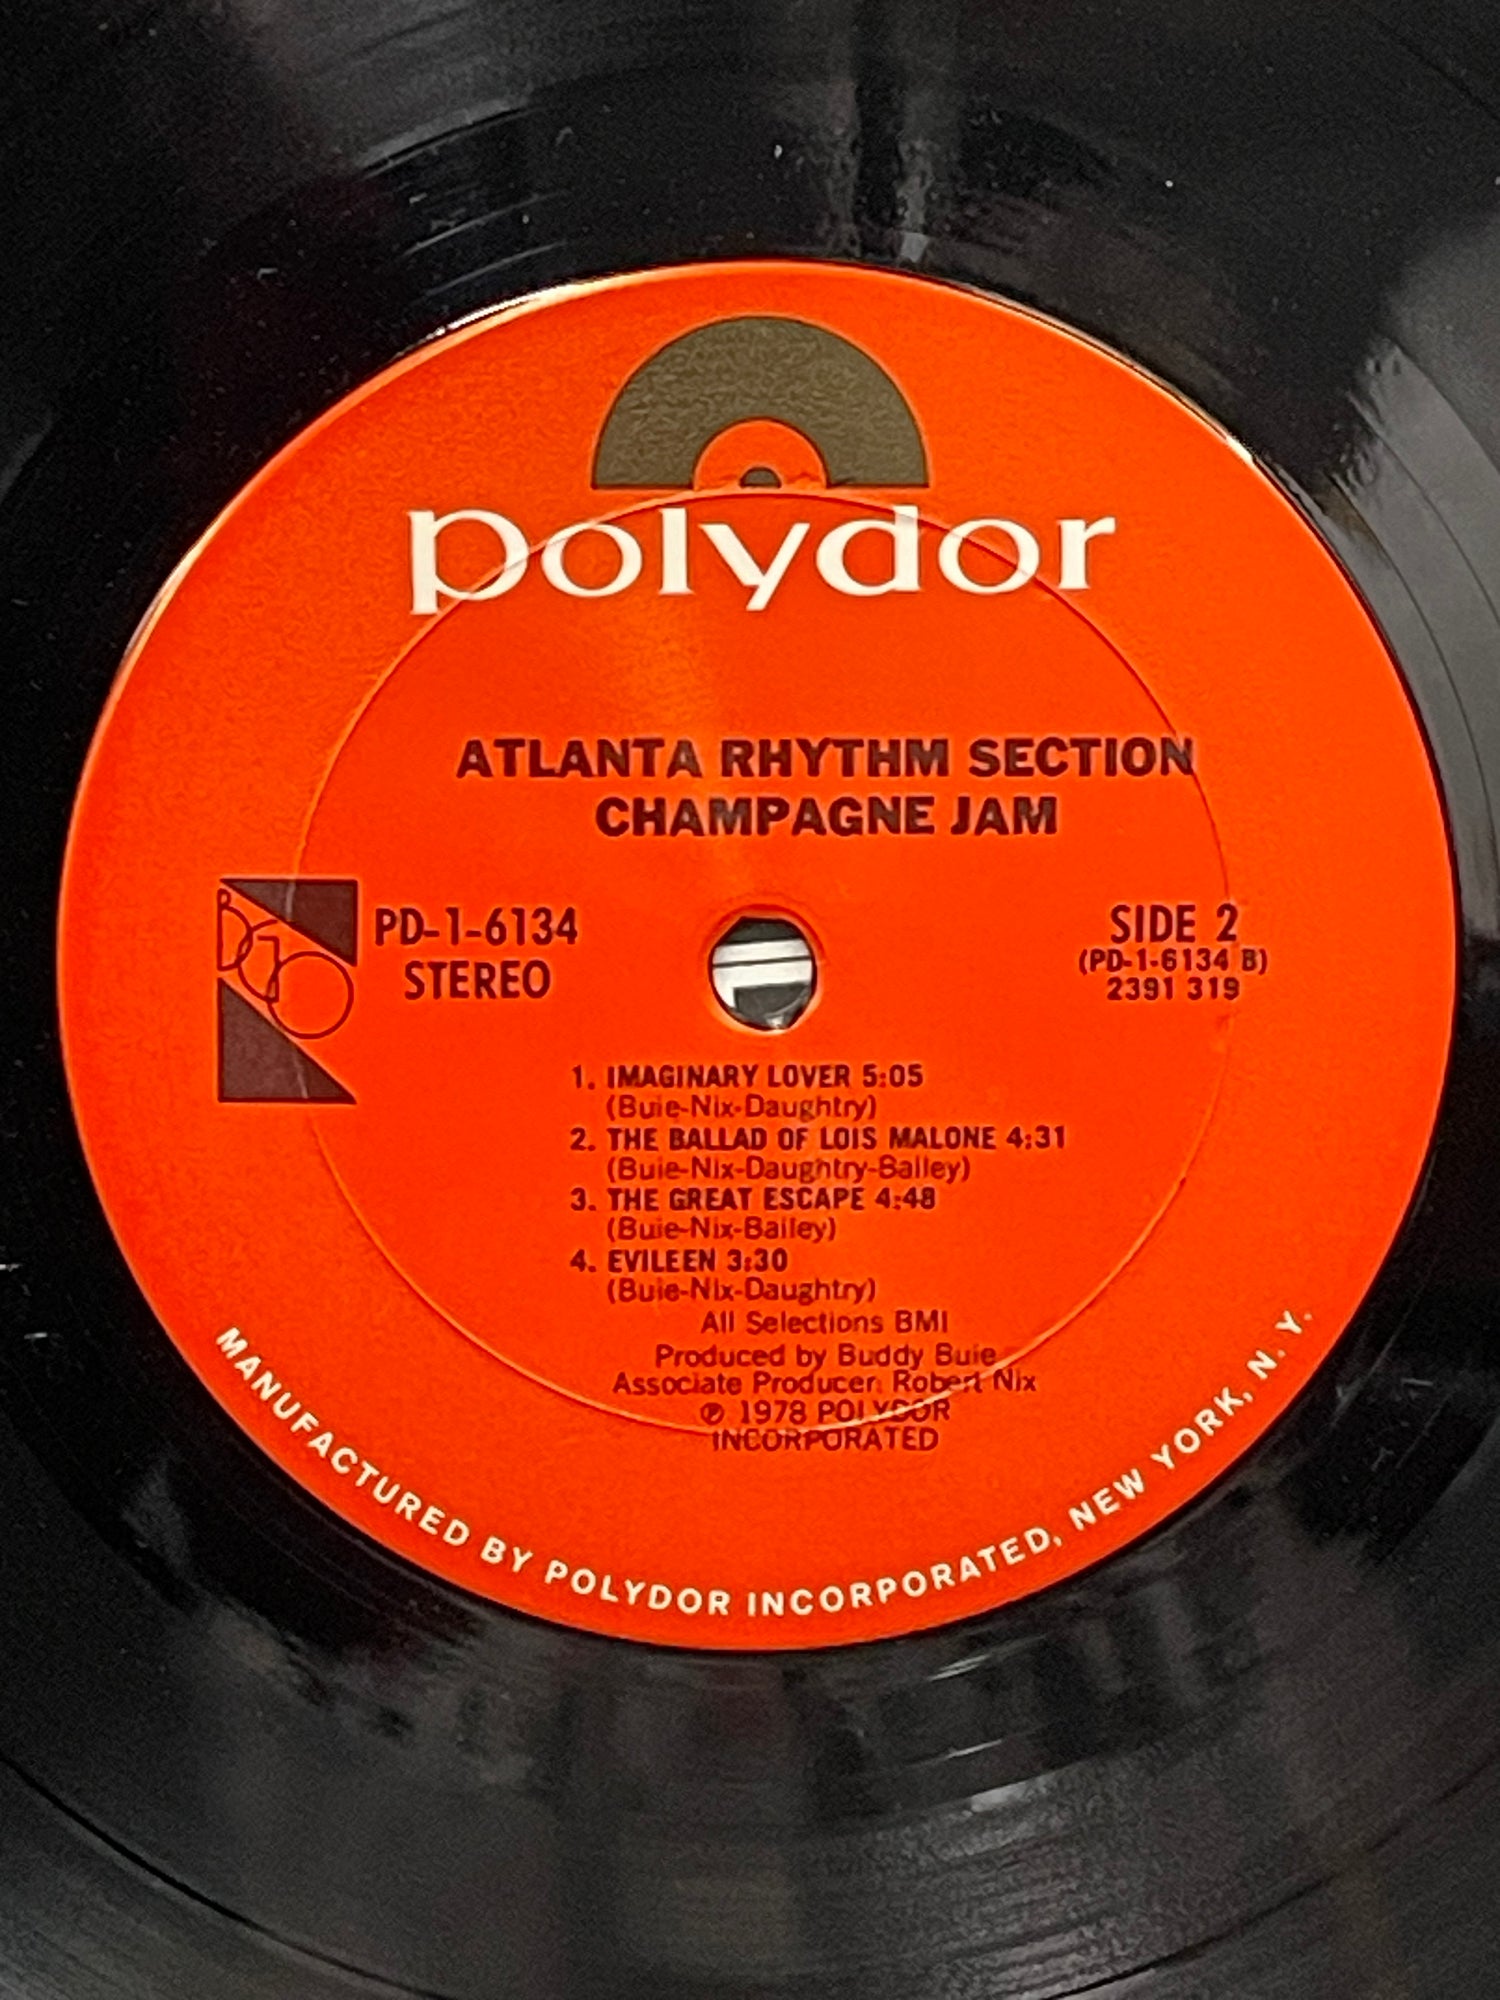 polydor
ATLANTA RHYTHM SECTION
CHAMPAGNE JAM
PD-1-6134
STEREO
SIDE 2
(PD-1-6134 B)
2391 319
1. IMAGINARY LOVER 5:05
(Buie-Nix-Daughtry)
2. THE BALLAD OF LOIS MALONE 4:31
(Buie-Nix-Daughtry-Bailey)
3. THE GREAT ESCAPE 4:48
(Buie-Nix-Bailey)
4. EVILEEN 3:30
(Buie-Nix-Daughtry)
All Selections BMI
Produced by Buddy Buie
Associate Producer: Robert Nix
℗ 1978 POLYDOR
INCORPORATED
MANUFACTURED BY POLYDOR INCORPORATED, NEW YORK, N. Y.